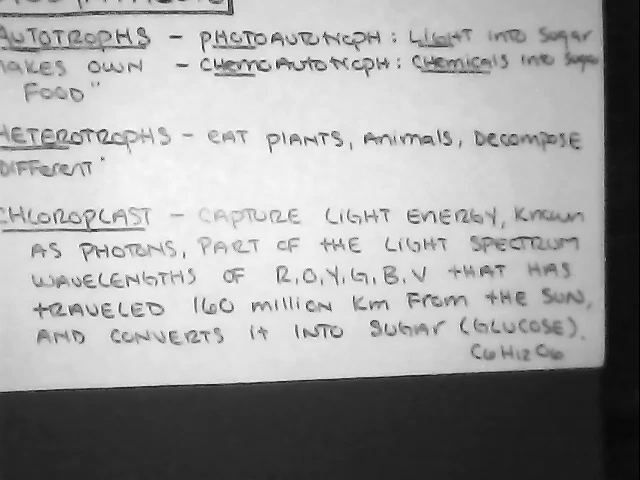 AUTOTROPHS - PHOTOAUTOTROPH: LIGHT into Sugar
MAKES OWN - CHEMOAUTOTROPH: CHEMICALS into Sugar
FOOD"
HETEROTROPHS - EAT PLANTS, Animals, DECOMPOSE
DIFFERENT"
CHLOROPLAST - CAPTURE LIGHT ENERGY, Known
AS PHOTONS, PART OF THE LIGHT SPECTRUM
WAVELENGTHS OF R,O,Y,G,B,V THAT HAS
TRAVELED 160 million Km From the SUN,
AND CONVERTS It INTO SUGAR (GLUCOSE).
C6H12O6